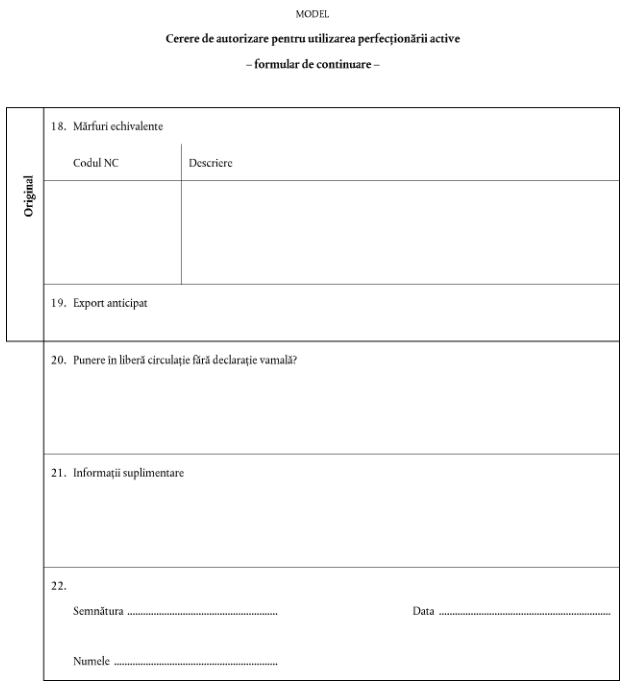 MODEL
Cerere de autorizare pentru utilizarea perfecționării active
– formular de continuare –
Original
18. Mărfuri echivalente
Codul NC Descriere
19. Export anticipat
20. Punere în liberă circulație fără declarație vamală?
21. Informații suplimentare
22.
Semnătura ........................................................ Data ................................................................
Numele .............................................................